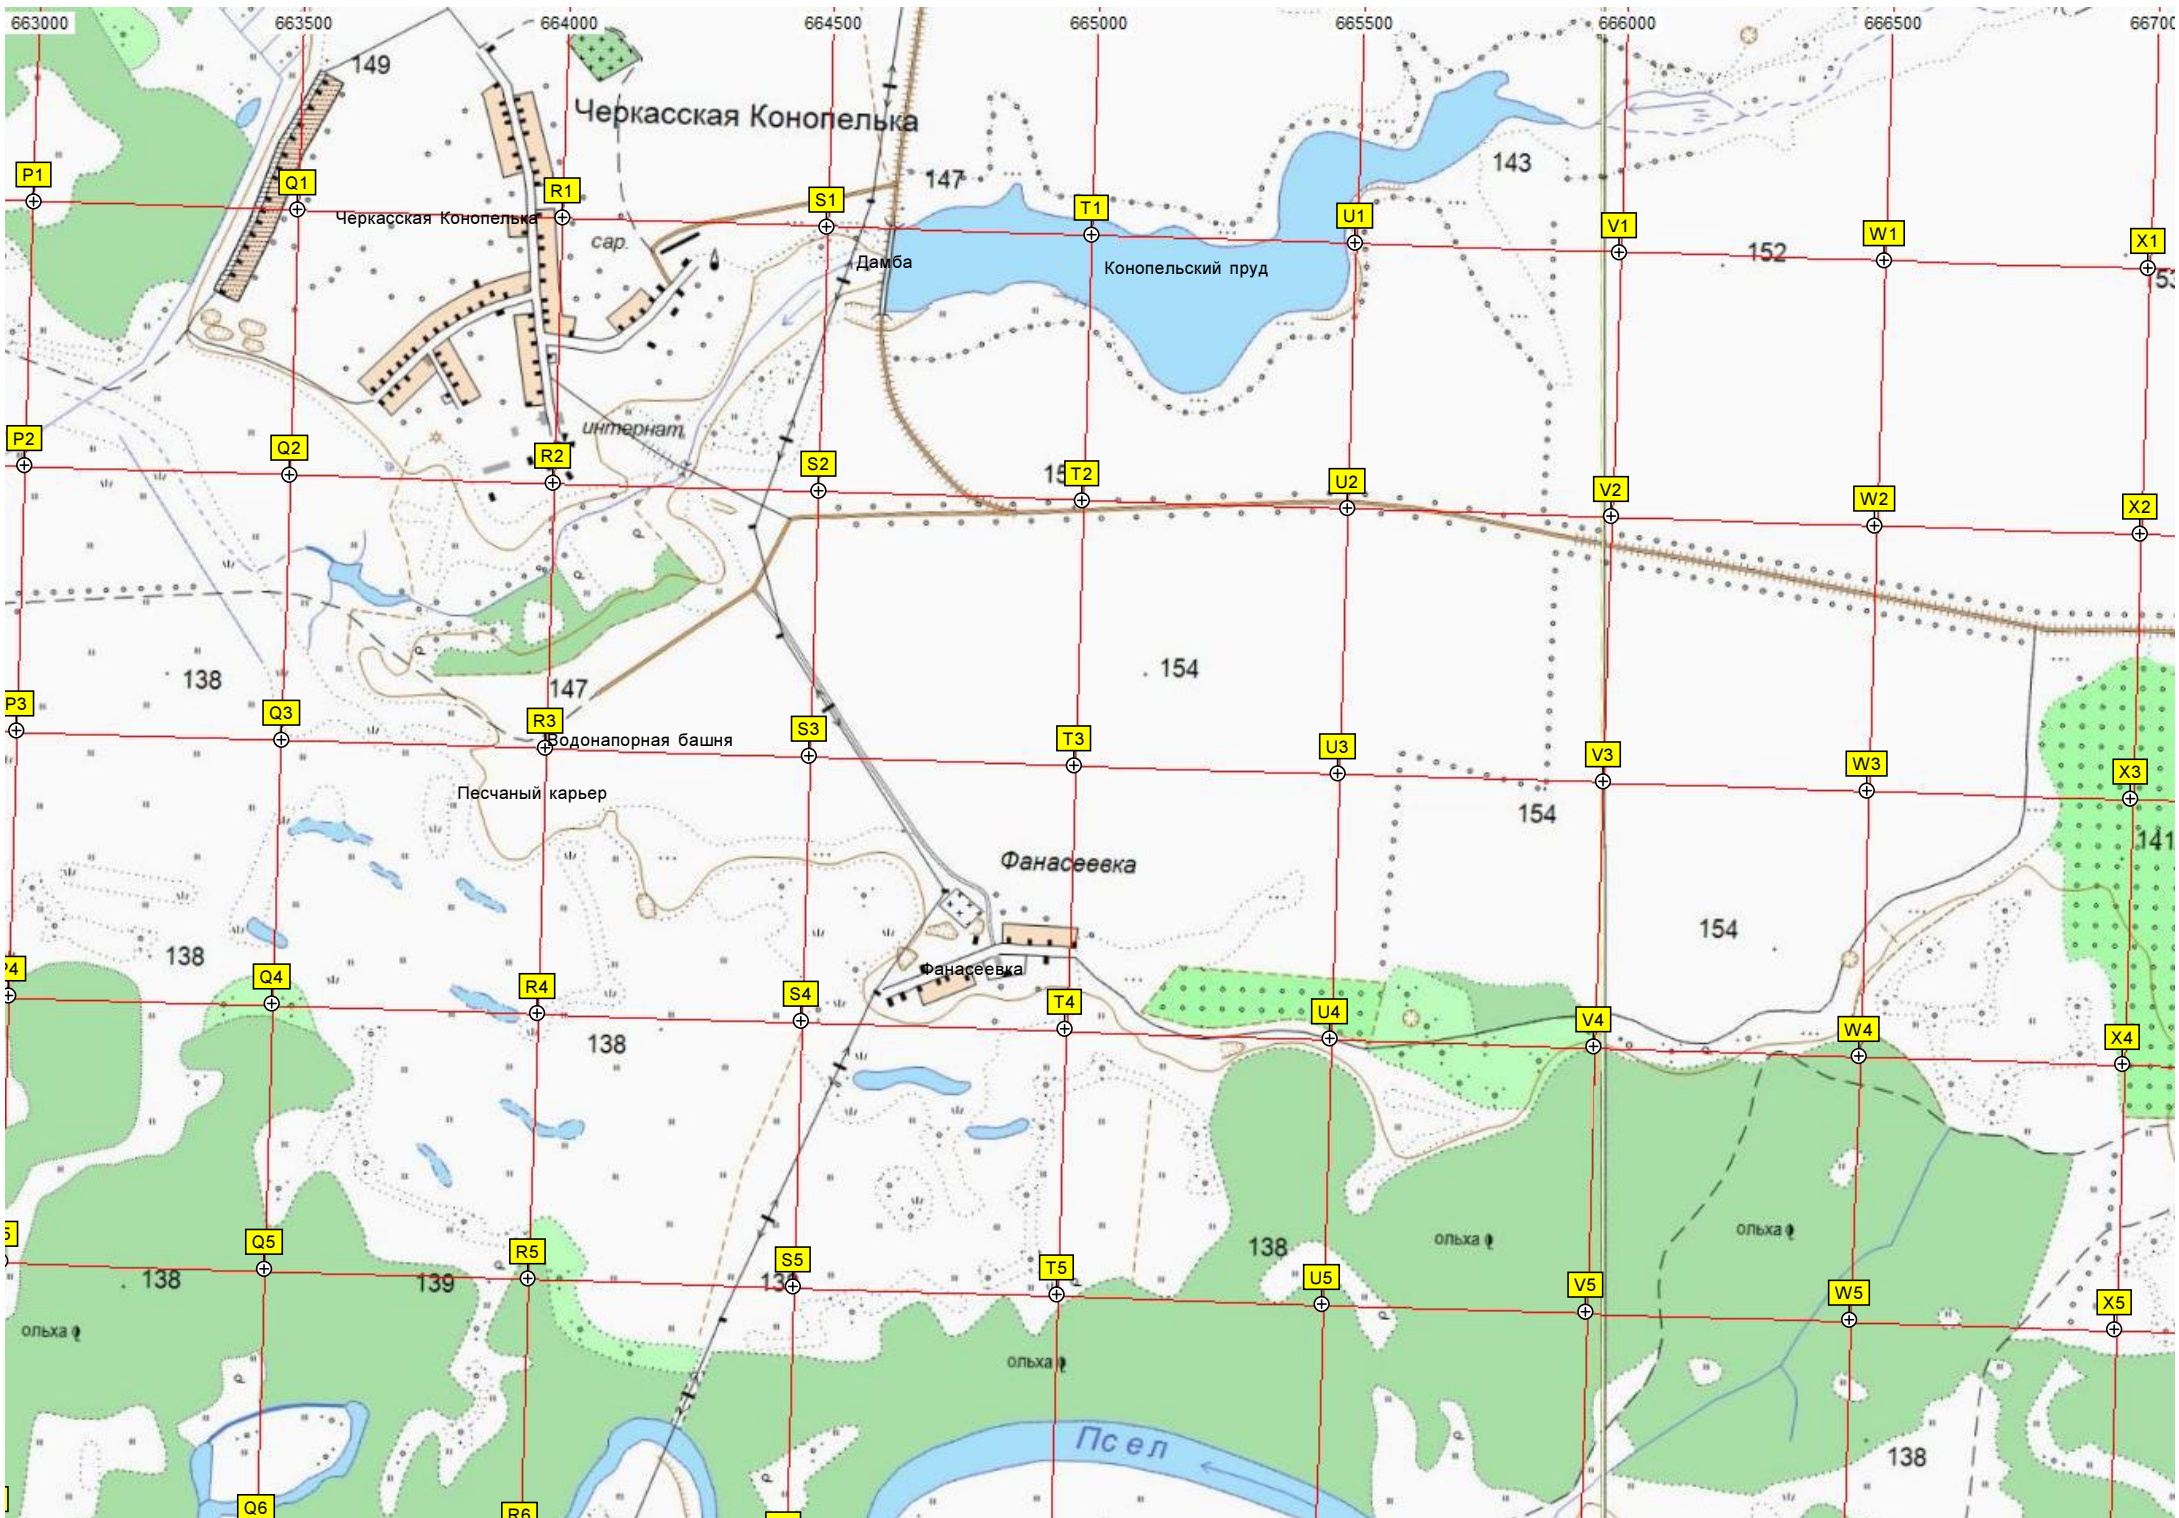 663000 663500 664000 664500 665000 665500 666000 666500
149
Черкасская Конопелька
147
143
P1 Q1 R1 S1 T1 U1 V1 W1 X1
Черкасская Конопелька
сар.
Дамба
Конопельский пруд
152
интернат
P2 Q2 R2 S2 T2 U2 V2 W2 X2
154
138
147
P3 Q3 R3 S3 T3 U3 V3 W3 X3
Водонапорная башня
Песчаный карьер
154
141
Фанасеевка
154
138
Фанасеевка
Q4 R4 S4 T4 U4 V4 W4 X4
138
ольха
ольха
138
Q5 R5 S5 T5 U5 V5 W5 X5
138
139
ольха
ольха
Псел
138
Q6 R6